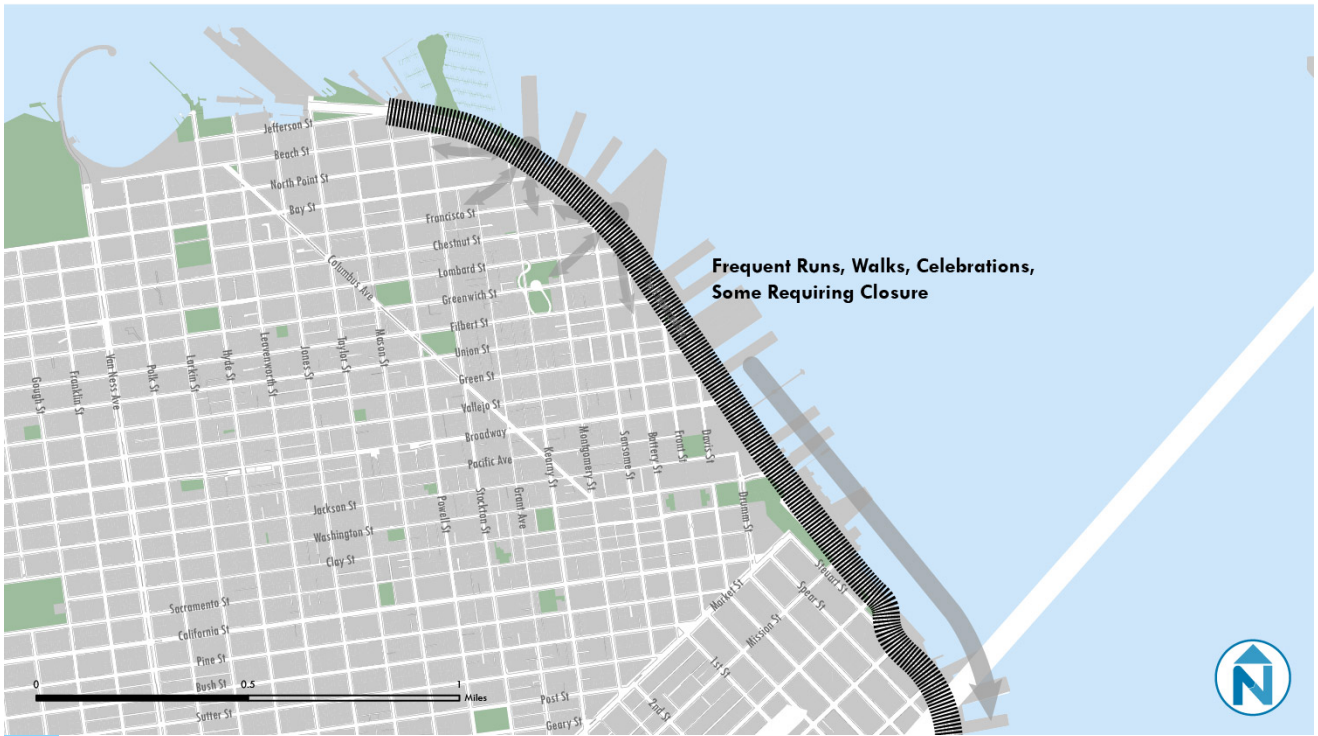 Jefferson St
Beach St
North Point St
Bay St
Francisco St
Chestnut St
Columbus Ave
Lombard St
Greenwich St
Filbert St
Union St
Green St
Vallejo St
Broadway
Pacific Ave
Frequent Runs, Walks, Celebrations,
Some Requiring Closure
Gough St
Franklin St
Van Ness Ave
Polk St
Larkin St
Hyde St
Leavenworth St
Jones St
Taylor St
Mason St
Powell St
Stockton St
Grant Ave
Kearny St
Montgomery St
Sansome St
Battery St
Front St
Davis St
Drumm St
Jackson St
Washington St
Clay St
Sacramento St
California St
Pine St
Bush St
Sutter St
Post St
Geary St
Market St
Mission St
Steuart St
Spear St
1st St
2nd St
0 0.5 1
Miles
N